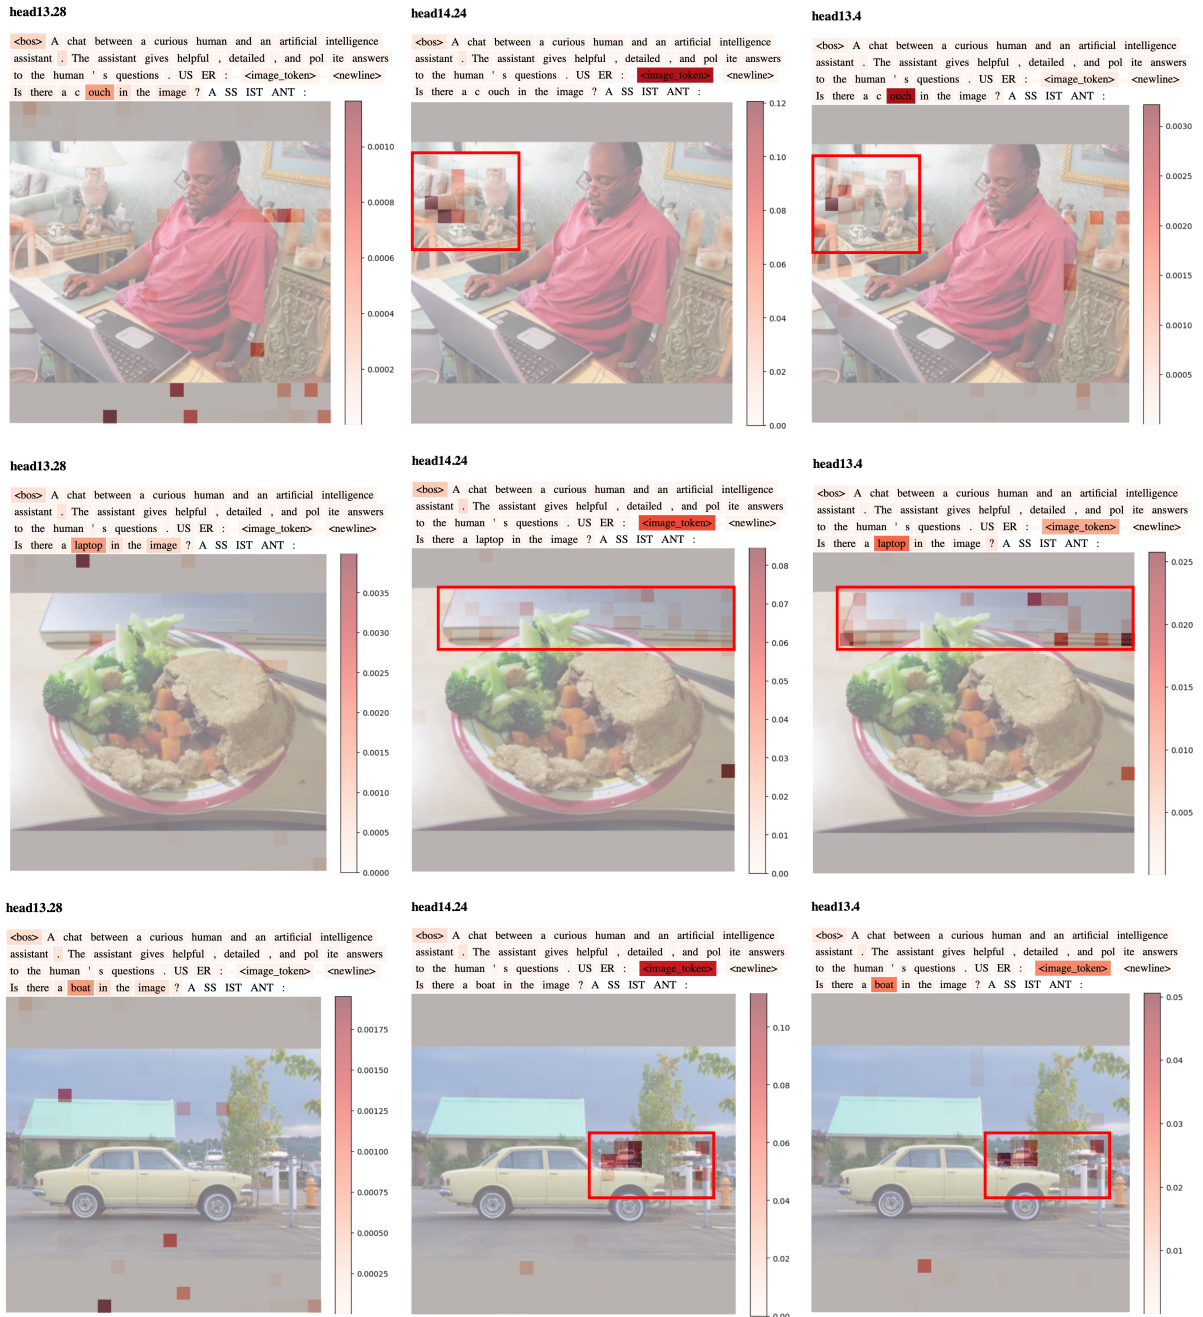 head13.28
<bos> A chat between a curious human and an artificial intelligence
assistant . The assistant gives helpful , detailed , and pol ite answers
to the human ' s questions . US ER : <image_token> <newline>
Is there a c ouch in the image ? A SS IST ANT :
0.0010
0.0008
0.0006
0.0004
0.0002
head14.24
<bos> A chat between a curious human and an artificial intelligence
assistant . The assistant gives helpful , detailed , and pol ite answers
to the human ' s questions . US ER : <image_token> <newline>
Is there a c ouch in the image ? A SS IST ANT :
0.12
0.10
0.08
0.06
0.04
0.02
0.00
head13.4
<bos> A chat between a curious human and an artificial intelligence
assistant . The assistant gives helpful , detailed , and pol ite answers
to the human ' s questions . US ER : <image_token> <newline>
Is there a c ouch in the image ? A SS IST ANT :
0.0030
0.0025
0.0020
0.0015
0.0010
0.0005
head13.28
<bos> A chat between a curious human and an artificial intelligence
assistant . The assistant gives helpful , detailed , and pol ite answers
to the human ' s questions . US ER : <image_token> <newline>
Is there a laptop in the image ? A SS IST ANT :
0.0035
0.0030
0.0025
0.0020
0.0015
0.0010
0.0005
0.0000
head14.24
<bos> A chat between a curious human and an artificial intelligence
assistant . The assistant gives helpful , detailed , and pol ite answers
to the human ' s questions . US ER : <image_token> <newline>
Is there a laptop in the image ? A SS IST ANT :
0.08
0.07
0.06
0.05
0.04
0.03
0.02
0.01
0.00
head13.4
<bos> A chat between a curious human and an artificial intelligence
assistant . The assistant gives helpful , detailed , and pol ite answers
to the human ' s questions . US ER : <image_token> <newline>
Is there a laptop in the image ? A SS IST ANT :
0.025
0.020
0.015
0.010
0.005
head13.28
<bos> A chat between a curious human and an artificial intelligence
assistant . The assistant gives helpful , detailed , and pol ite answers
to the human ' s questions . US ER : <image_token> <newline>
Is there a boat in the image ? A SS IST ANT :
0.00175
0.00150
0.00125
0.00100
0.00075
0.00050
0.00025
head14.24
<bos> A chat between a curious human and an artificial intelligence
assistant . The assistant gives helpful , detailed , and pol ite answers
to the human ' s questions . US ER : <image_token> <newline>
Is there a boat in the image ? A SS IST ANT :
0.10
0.08
0.06
0.04
0.02
0.00
head13.4
<bos> A chat between a curious human and an artificial intelligence
assistant . The assistant gives helpful , detailed , and pol ite answers
to the human ' s questions . US ER : <image_token> <newline>
Is there a boat in the image ? A SS IST ANT :
0.05
0.04
0.03
0.02
0.01